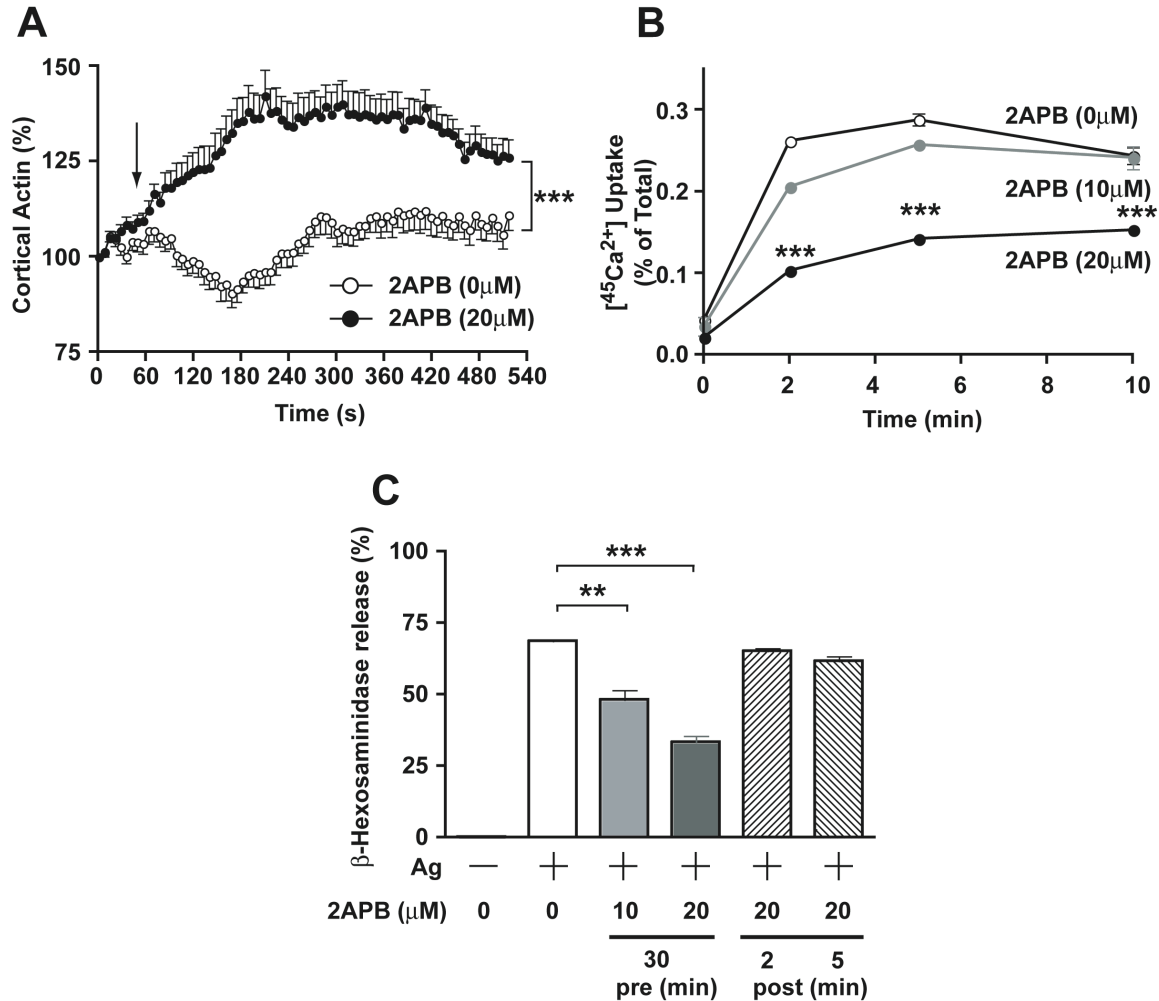 A
Cortical Actin (%)
150
125
100
75
***
2APB (0μM)
2APB (20μM)
0 60 120 180 240 300 360 420 480 540
Time (s)
B
[45Ca2+] Uptake
(% of Total)
0.3
0.2
0.1
0.0
2APB (0μM)
2APB (10μM)
*** *** ***
2APB (20μM)
0 2 4 6 8 10
Time (min)
C
β-Hexosaminidase release (%)
100
75
50
25
0
***
**
Ag — + + + + +
2APB (μM) 0 0 10 20 20 20
30 2 5
pre (min) post (min)